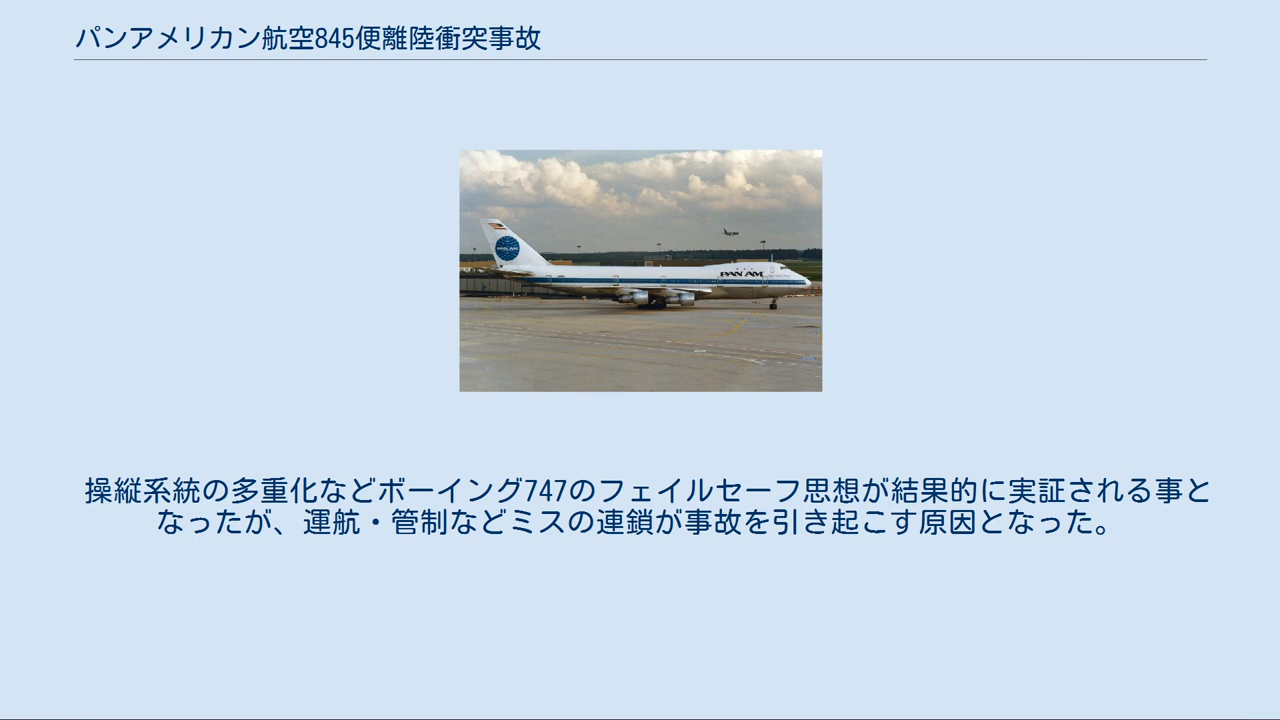 パンアメリカン航空845便離陸衝突事故
PAN AM
PAN AM
操縦系統の多重化などボーイング747のフェイルセーフ思想が結果的に実証される事と
なったが、運航・管制などミスの連鎖が事故を引き起こす原因となった。